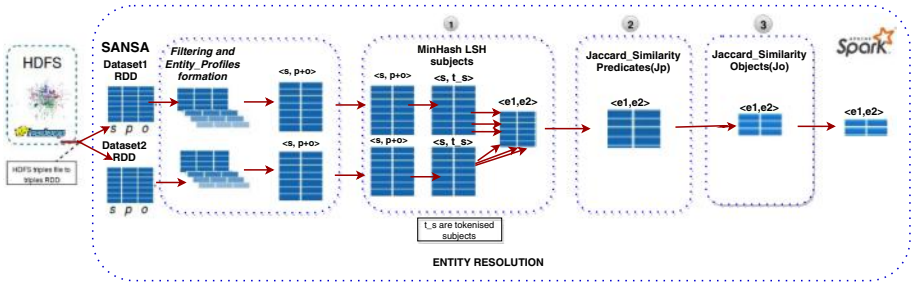 1
2
3
HDFS
SANSA
Dataset1
RDD
s p o
Dataset2
RDD
s p o
HDFS triples file to
triples RDD
Filtering and
Entity_Profiles
formation
<s, p+o>
<s, p+o>
MinHash LSH
subjects
<s, p+o>
<s, t_s>
<e1,e2>
<s, p+o>
<s, t_s>
t_s are tokenised
subjects
Jaccard_Similarity
Predicates(Jp)
<e1,e2>
Jaccard_Similarity
Objects(Jo)
<e1,e2>
APACHE
Spark
<e1,e2>
ENTITY RESOLUTION